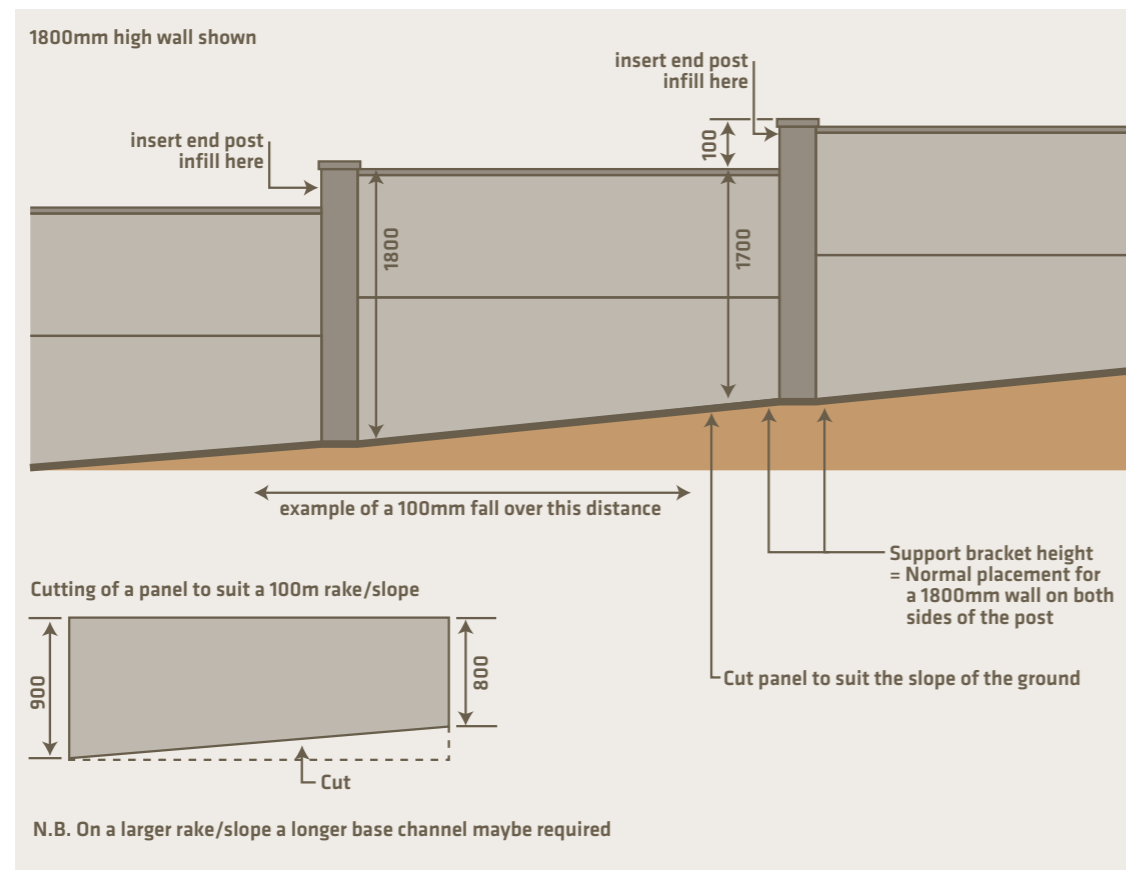 1800mm high wall shown
insert end post
infill here
insert end post
infill here
100
1800
1700
example of a 100mm fall over this distance
Support bracket height
= Normal placement for
a 1800mm wall on both
sides of the post
Cutting of a panel to suit a 100m rake/slope
900
800
Cut panel to suit the slope of the ground
Cut
N.B. On a larger rake/slope a longer base channel maybe required